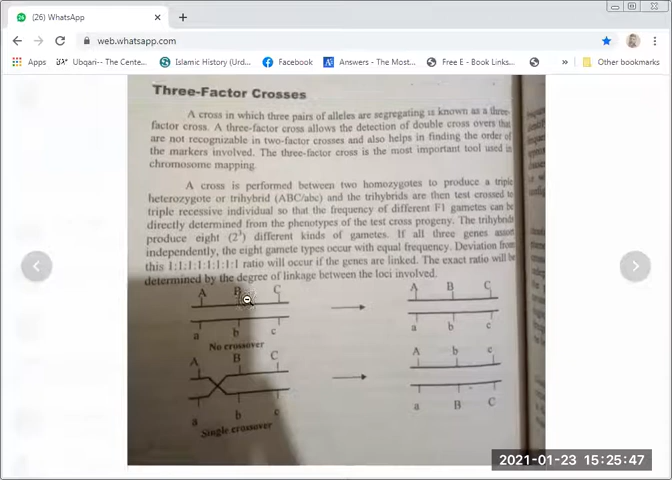 (26) WhatsApp
web.whatsapp.com
Apps
Ubqari-- The Cente...
Islamic History (Urd...
Facebook
Answers - The Most...
Free E - Book Links...
»
Other bookmarks
Three-Factor Crosses
A cross in which three pairs of alleles are segregating is known as a three-
factor cross. A three-factor cross allows the detection of double cross overs that
are not recognizable in two-factor crosses and also helps in finding the order of
the markers involved. The three-factor cross is the most important tool used in
chromosome mapping.
A cross is performed between two homozygotes to produce a triple
heterozygote or trihybrid (ABC/abc) and the trihybrids are then test crossed to
triple recessive individual so that the frequency of different F1 gametes can be
directly determined from the phenotypes of the test cross progeny. The trihybrids
produce eight (2³) different kinds of gametes. If all three genes assort
independently, the eight gamete types occur with equal frequency. Deviation from
this 1:1:1:1:1:1:1:1 ratio will occur if the genes are linked. The exact ratio will be
determined by the degree of linkage between the loci involved.
A B C A B C
a b c a b c
No crossover
A B C A b c
a b c a B C
Single crossover
2021-01-23 15:25:47